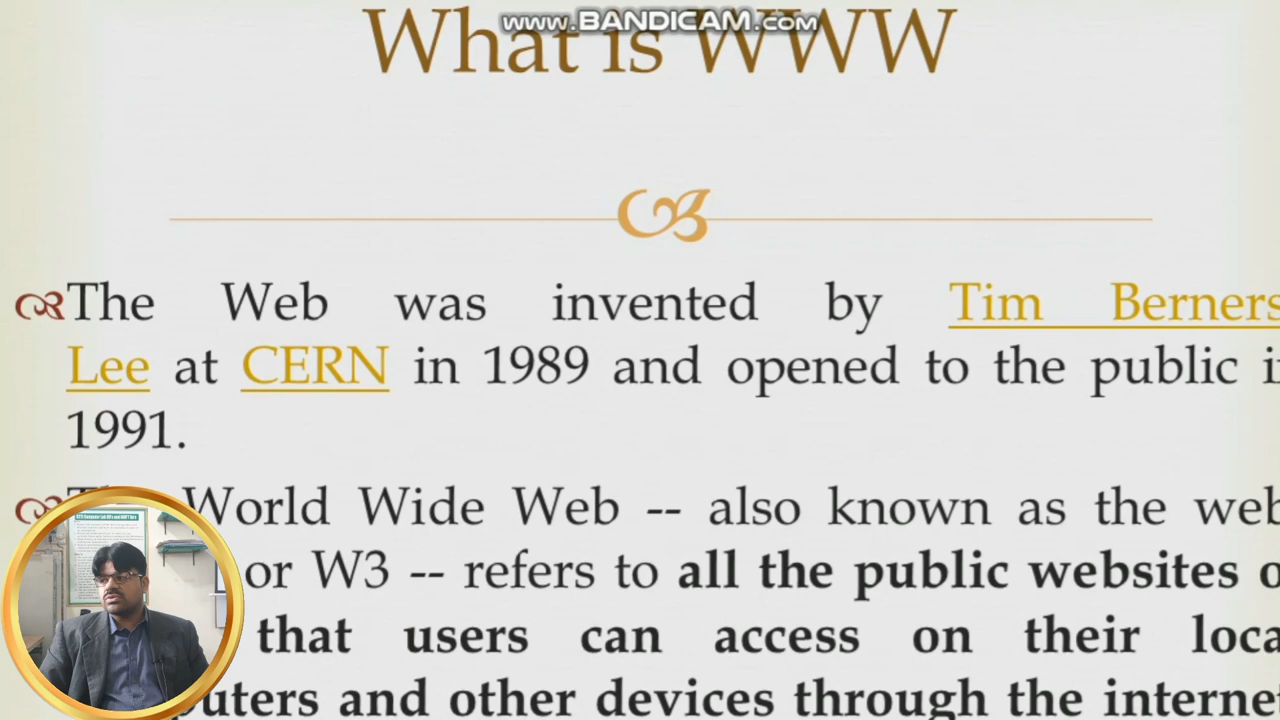 www.BANDICAM.com
What is WWW
The Web was invented by Tim Berners
Lee at CERN in 1989 and opened to the public
1991.
World Wide Web -- also known as the web
or W3 -- refers to all the public websites
that users can access on their
and other devices through the internet